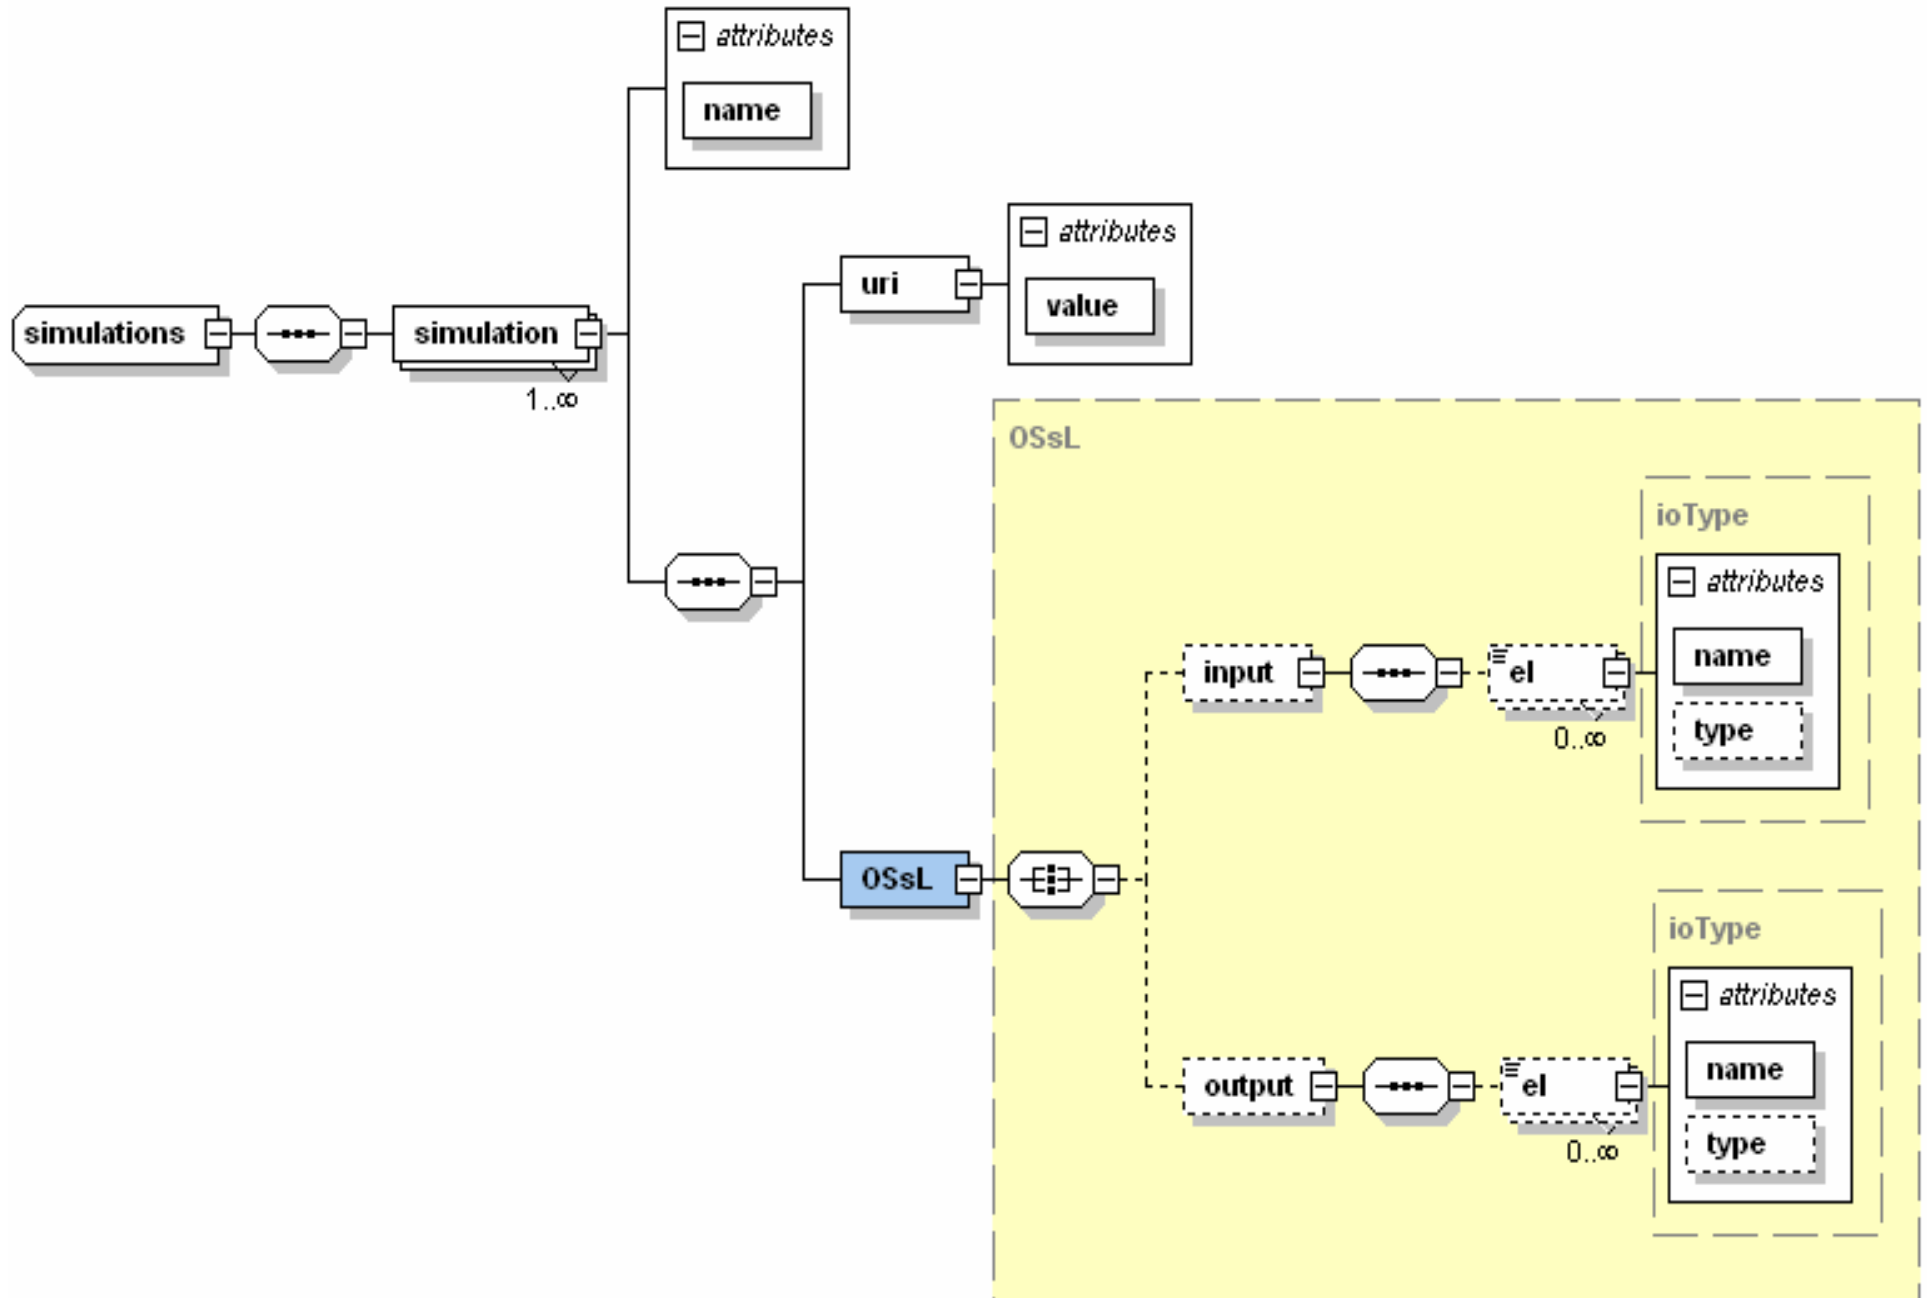 attributes
name
attributes
uri
value
simulations
simulation
1..∞
OSsL
ioType
attributes
name
input
el
type
0..∞
OSsL
ioType
attributes
name
output
el
type
0..∞